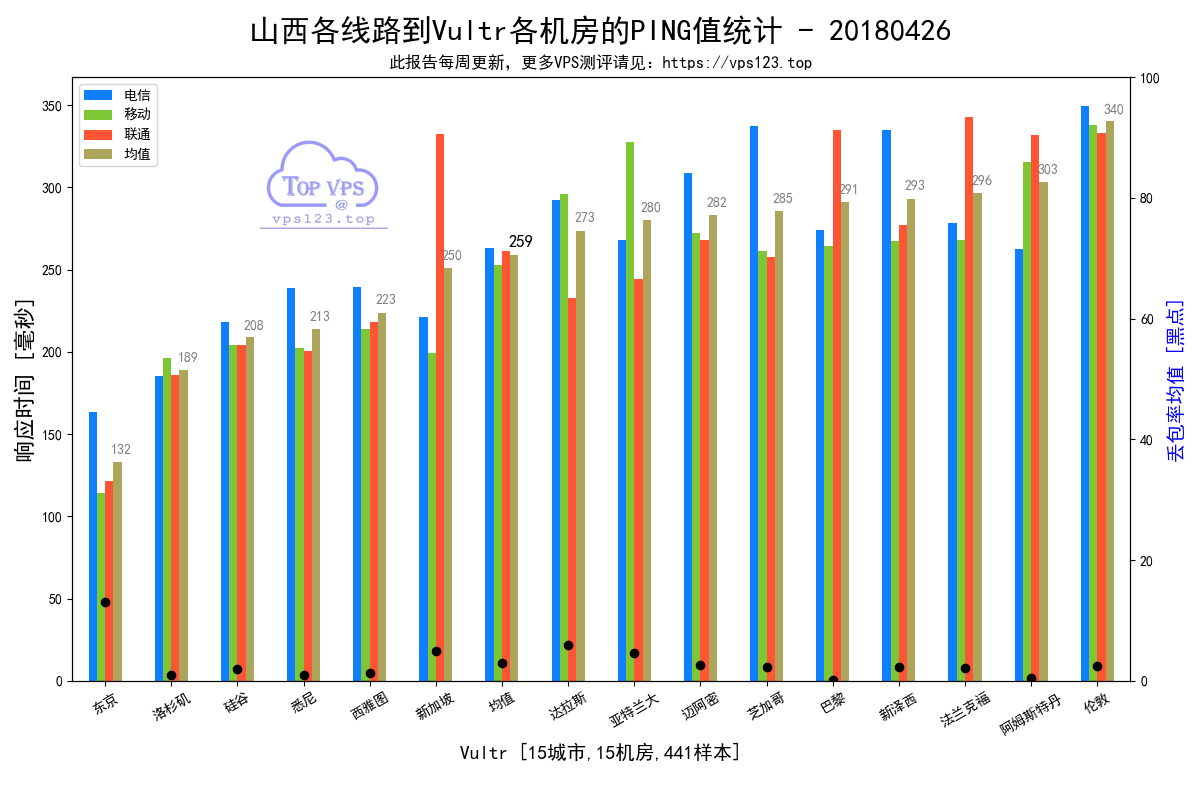 山西各线路到Vultr各机房的PING值统计 - 20180426
此报告每周更新，更多VPS测评请见：https://vps123.top
电信
移动
联通
均值
TOP VPS
@
vps123.top
响应时间 [毫秒]
350
300
250
200
150
100
50
0
132
189
208
213
223
250
259
273
280
282
285
291
293
296
303
340
100
80
60
40
20
0
丢包率均值 [黑点]
东京
洛杉矶
硅谷
悉尼
西雅图
新加坡
均值
达拉斯
亚特兰大
迈阿密
芝加哥
巴黎
新泽西
法兰克福
阿姆斯特丹
伦敦
Vultr [15城市,15机房,441样本]